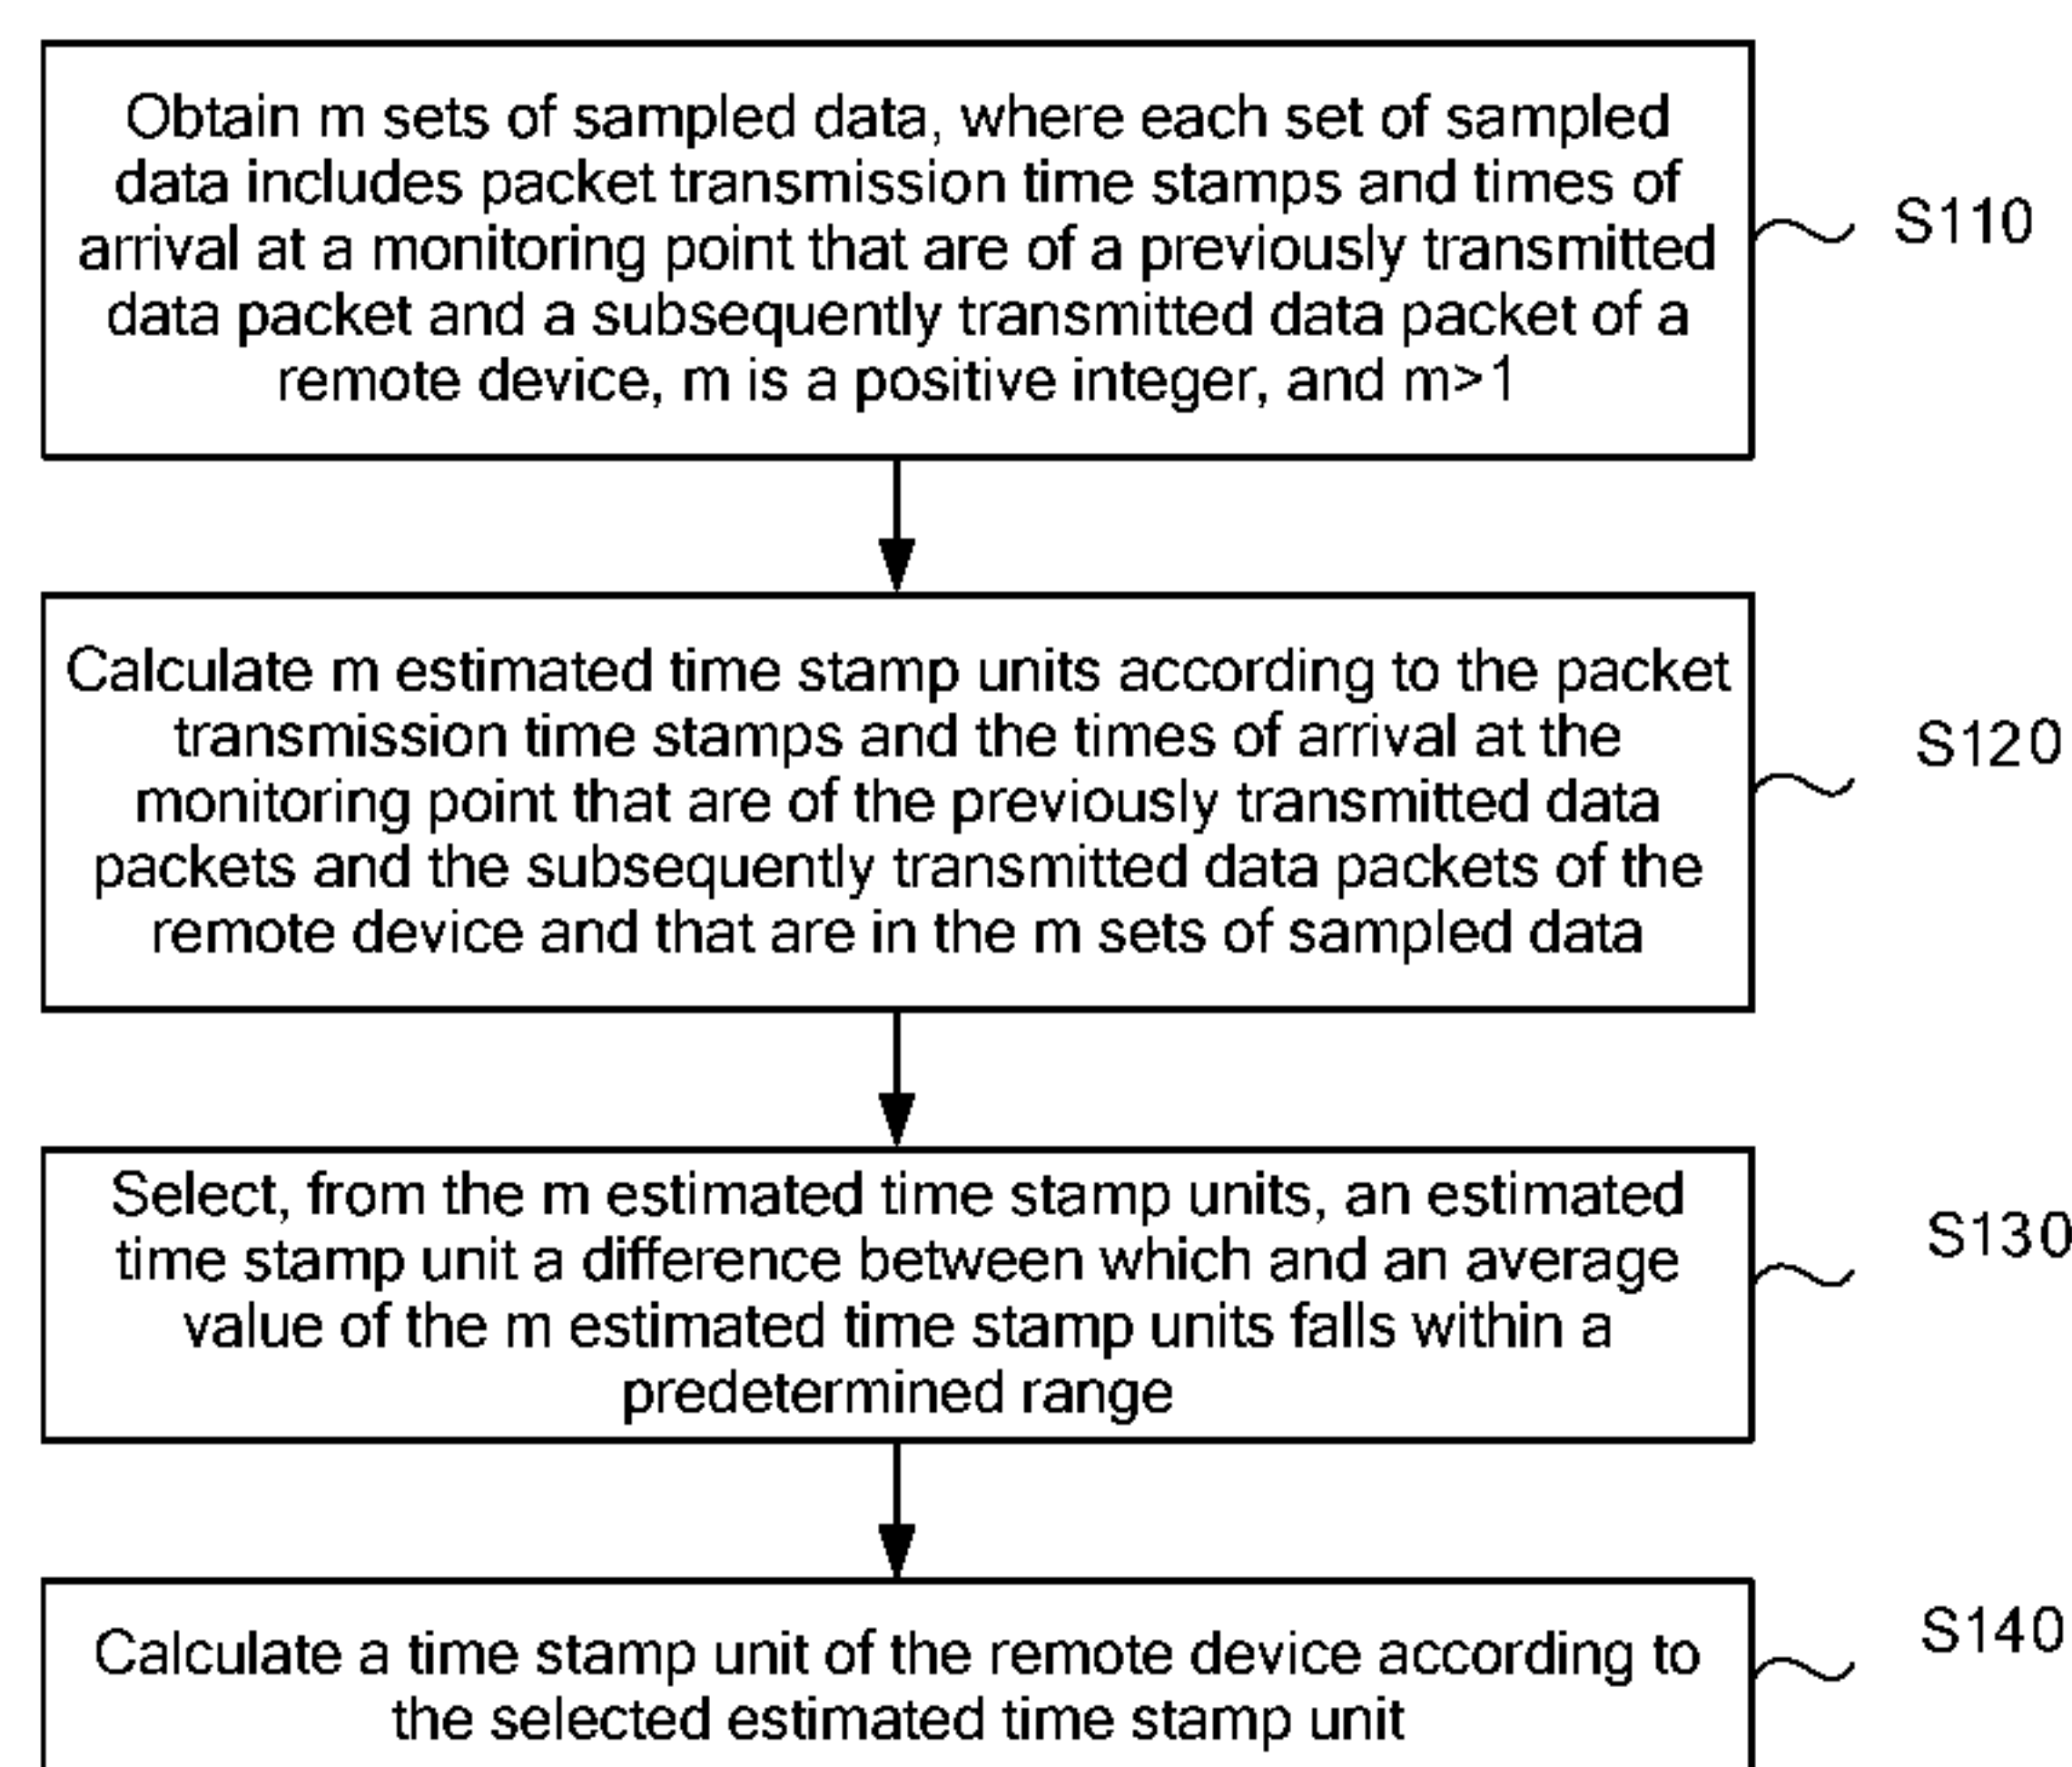 Obtain m sets of sampled data, where each set of sampled
data includes packet transmission time stamps and times of
arrival at a monitoring point that are of a previously transmitted
data packet and a subsequently transmitted data packet of a
remote device, m is a positive integer, and m>1
S110
Calculate m estimated time stamp units according to the packet
transmission time stamps and the times of arrival at the
monitoring point that are of the previously transmitted data
packets and the subsequently transmitted data packets of the
remote device and that are in the m sets of sampled data
S120
Select, from the m estimated time stamp units, an estimated
time stamp unit a difference between which and an average
value of the m estimated time stamp units falls within a
predetermined range
S130
Calculate a time stamp unit of the remote device according to
the selected estimated time stamp unit
S140